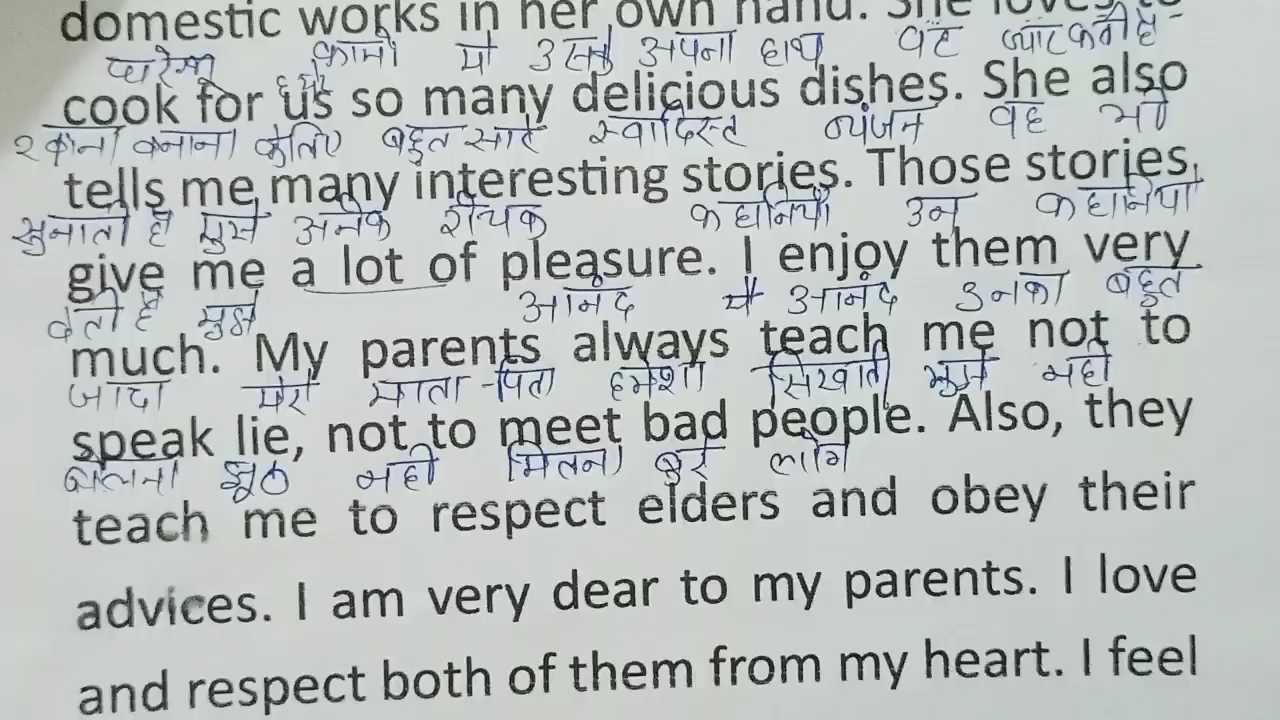 domestic works in her own hand. She loves to
घरेलु कामो में उसके अपना हाथ वह प्यार करती है
हमें
cook for us so many delicious dishes. She also
खाना बनाना के लिए बहुत सारे स्वादिस्त व्यंजन वह भी
tells me many interesting stories. Those stories
सुनाती है मुझे अनेक रोचक कहानियाँ उन कहानियाँ
give me a lot of pleasure. I enjoy them very
देती है मुझे आनंद मैं आनंद उनका बहुत
much. My parents always teach me not to
जादा मेरे माता-पिता हमेशा सिखाते मुझे नही
speak lie, not to meet bad people. Also, they
बोलना झूठ नही मिलना बुरे लोग
teach me to respect elders and obey their
advices. I am very dear to my parents. I love
and respect both of them from my heart. I feel